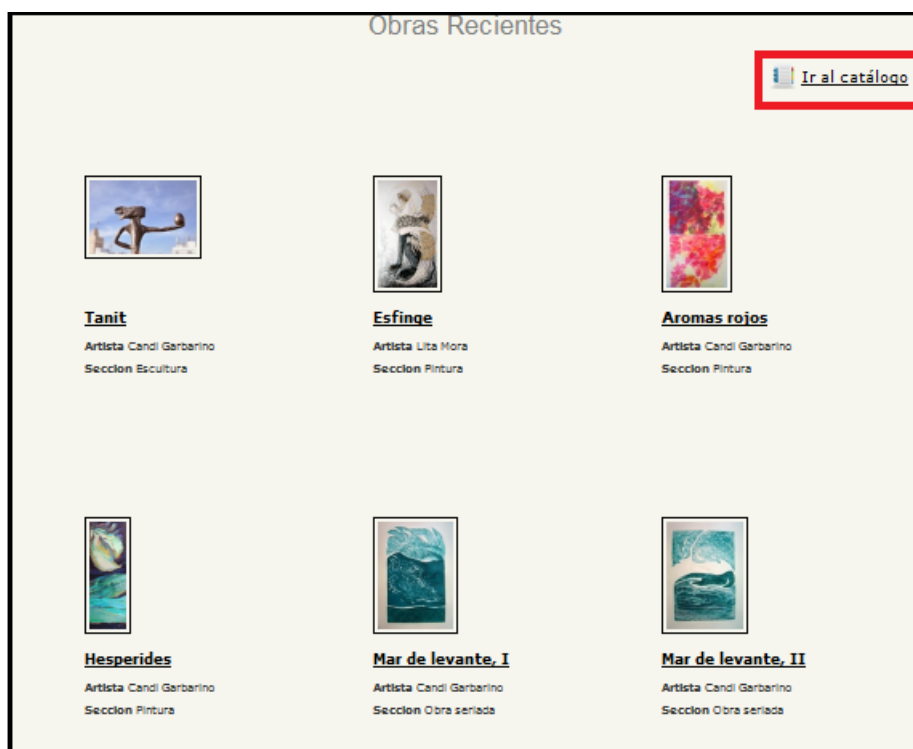 Obras Recientes
Ir al catálogo
Tanit
Artista Candi Garbarino
Seccion Escultura
Esfinge
Artista Lita Mora
Seccion Pintura
Aromas rojos
Artista Candi Garbarino
Seccion Pintura
Hesperides
Artista Candi Garbarino
Seccion Pintura
Mar de levante, I
Artista Candi Garbarino
Seccion Obra seriada
Mar de levante, II
Artista Candi Garbarino
Seccion Obra seriada